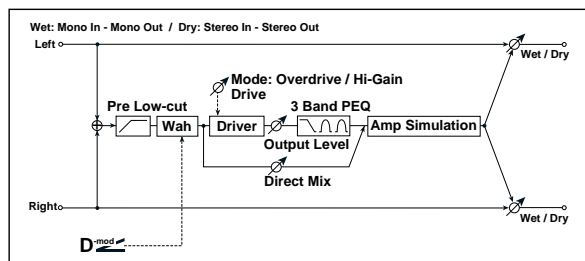 Wet: Mono In - Mono Out / Dry: Stereo In - Stereo Out
Left
Wet / Dry
Mode: Overdrive / Hi-Gain
Drive
Pre Low-cut
3 Band PEQ
Wah
Driver
Amp Simulation
Output Level
Direct Mix
Right
Wet / Dry
D-mod